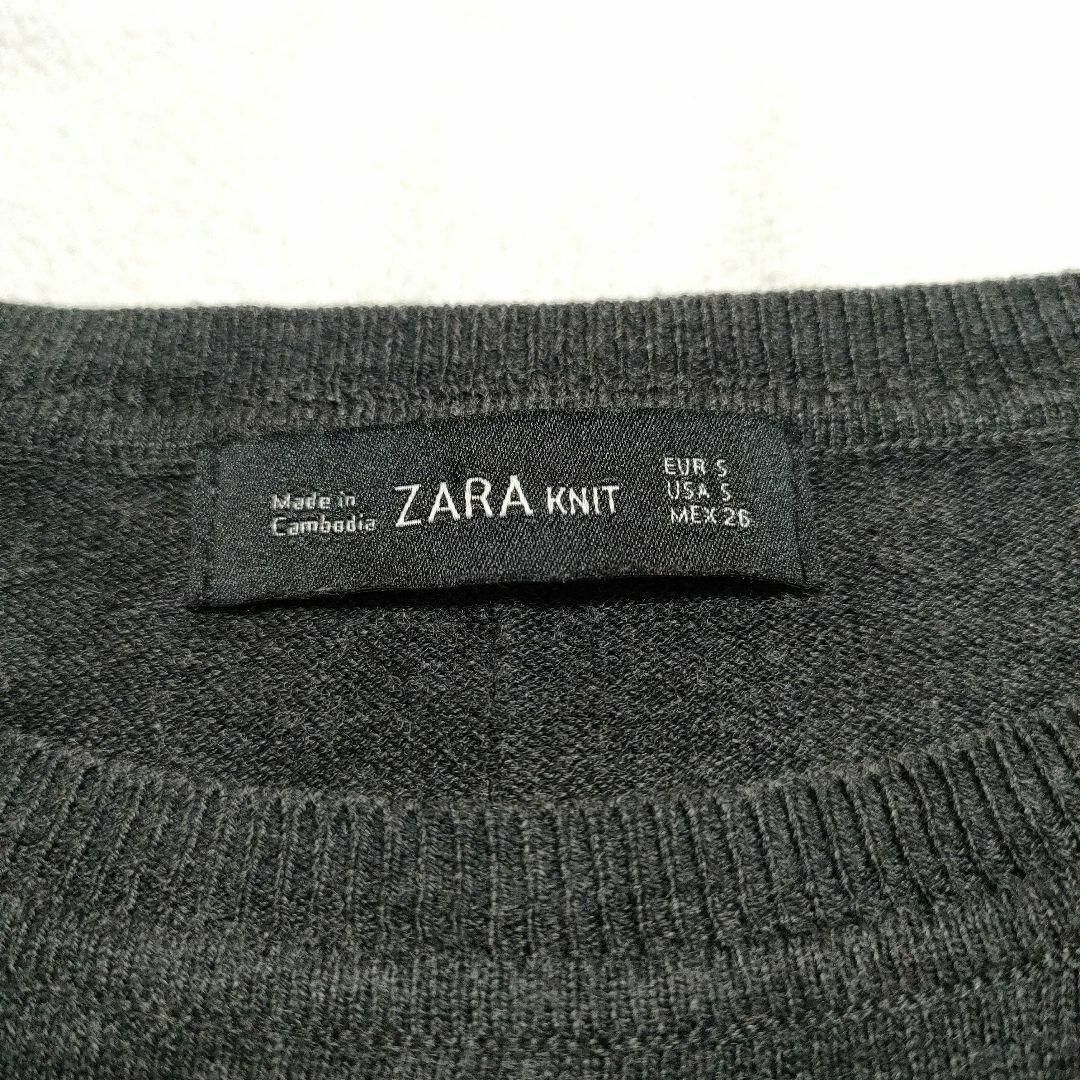 Made in
Cambodia
ZARA KNIT
EUR S
USA S
MEX 26